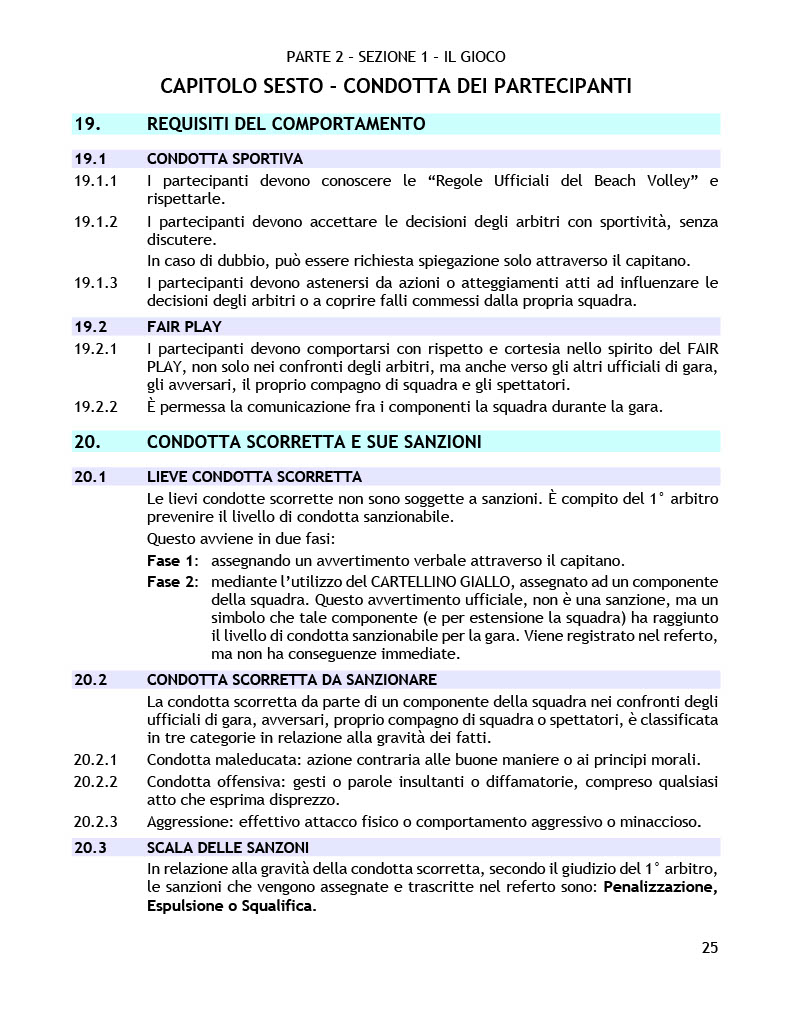 PARTE 2 – SEZIONE 1 – IL GIOCO
CAPITOLO SESTO - CONDOTTA DEI PARTECIPANTI
19. REQUISITI DEL COMPORTAMENTO
19.1 CONDOTTA SPORTIVA
19.1.1 I partecipanti devono conoscere le “Regole Ufficiali del Beach Volley” e
rispettarle.
19.1.2 I partecipanti devono accettare le decisioni degli arbitri con sportività, senza
discutere.
In caso di dubbio, può essere richiesta spiegazione solo attraverso il capitano.
19.1.3 I partecipanti devono astenersi da azioni o atteggiamenti atti ad influenzare le
decisioni degli arbitri o a coprire falli commessi dalla propria squadra.
19.2 FAIR PLAY
19.2.1 I partecipanti devono comportarsi con rispetto e cortesia nello spirito del FAIR
PLAY, non solo nei confronti degli arbitri, ma anche verso gli altri ufficiali di gara,
gli avversari, il proprio compagno di squadra e gli spettatori.
19.2.2 È permessa la comunicazione fra i componenti la squadra durante la gara.
20. CONDOTTA SCORRETTA E SUE SANZIONI
20.1 LIEVE CONDOTTA SCORRETTA
Le lievi condotte scorrette non sono soggette a sanzioni. È compito del 1° arbitro
prevenire il livello di condotta sanzionabile.
Questo avviene in due fasi:
Fase 1: assegnando un avvertimento verbale attraverso il capitano.
Fase 2: mediante l’utilizzo del CARTELLINO GIALLO, assegnato ad un componente
della squadra. Questo avvertimento ufficiale, non è una sanzione, ma un
simbolo che tale componente (e per estensione la squadra) ha raggiunto
il livello di condotta sanzionabile per la gara. Viene registrato nel referto,
ma non ha conseguenze immediate.
20.2 CONDOTTA SCORRETTA DA SANZIONARE
La condotta scorretta da parte di un componente della squadra nei confronti degli
ufficiali di gara, avversari, proprio compagno di squadra o spettatori, è classificata
in tre categorie in relazione alla gravità dei fatti.
20.2.1 Condotta maleducata: azione contraria alle buone maniere o ai principi morali.
20.2.2 Condotta offensiva: gesti o parole insultanti o diffamatorie, compreso qualsiasi
atto che esprima disprezzo.
20.2.3 Aggressione: effettivo attacco fisico o comportamento aggressivo o minaccioso.
20.3 SCALA DELLE SANZONI
In relazione alla gravità della condotta scorretta, secondo il giudizio del 1° arbitro,
le sanzioni che vengono assegnate e trascritte nel referto sono: Penalizzazione,
Espulsione o Squalifica.
25